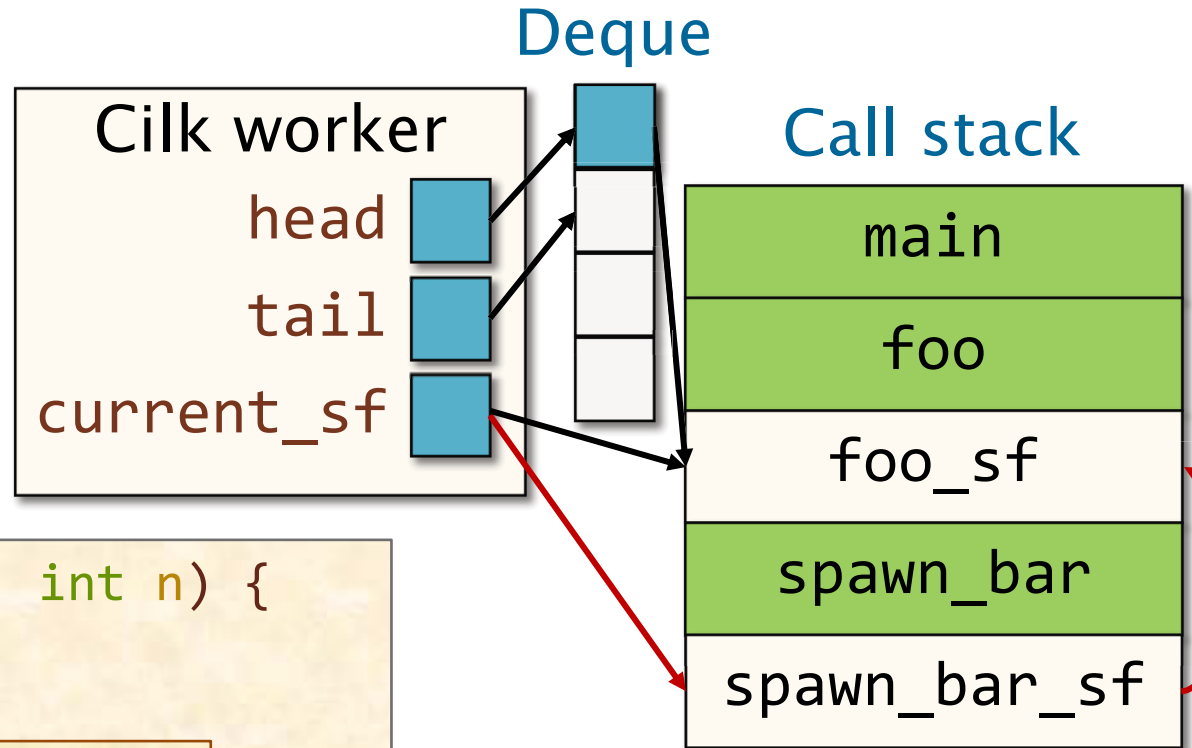 Deque
Cilk worker
Call stack
head
tail
current_sf
main
foo
foo_sf
spawn_bar
spawn_bar_sf
int n) {